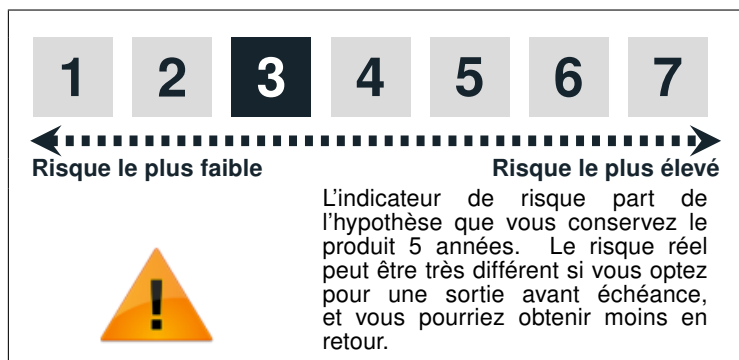 1 2 3 4 5 6 7
Risque le plus faible Risque le plus élevé
L'indicateur de risque part de
l'hypothèse que vous conservez le
produit 5 années. Le risque réel
peut être très différent si vous optez
pour une sortie avant échéance,
et vous pourriez obtenir moins en
retour.